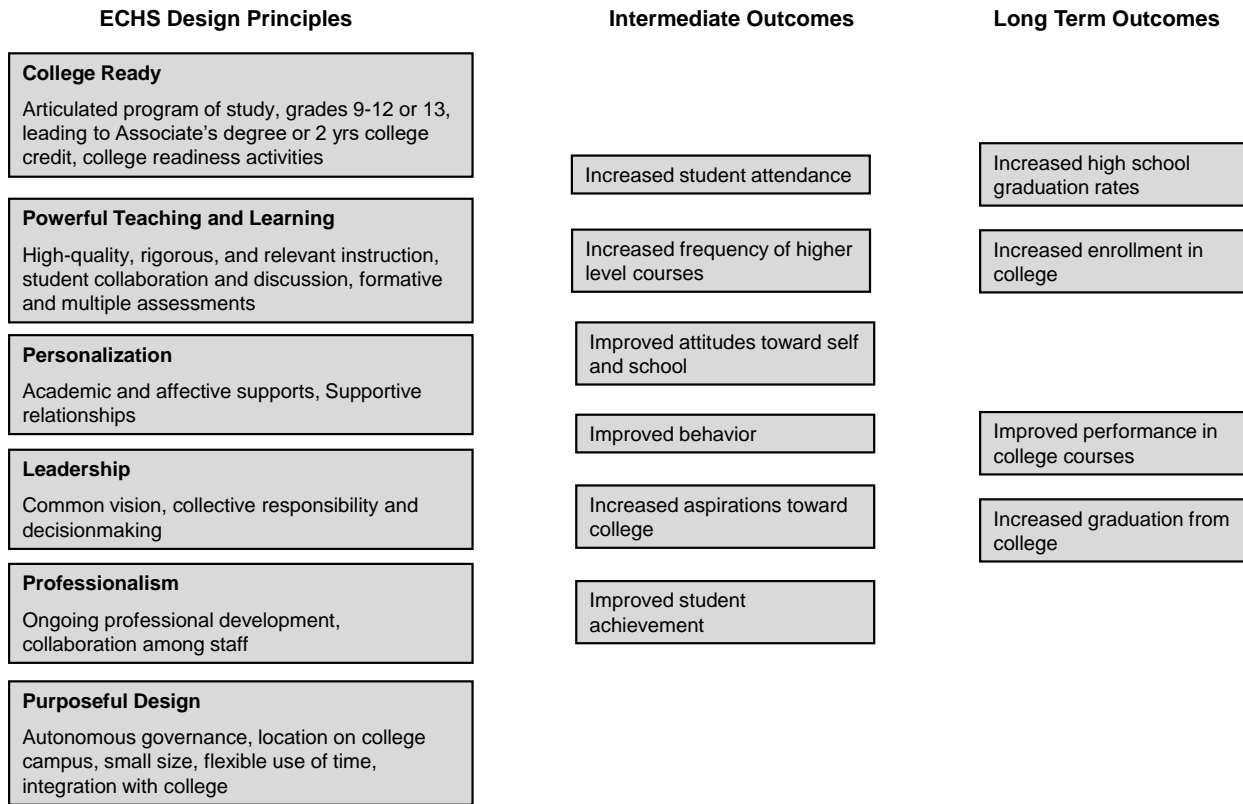 ECHS Design Principles
College Ready
Articulated program of study, grades 9-12 or 13,
leading to Associate’s degree or 2 yrs college
credit, college readiness activities
Powerful Teaching and Learning
High-quality, rigorous, and relevant instruction,
student collaboration and discussion, formative
and multiple assessments
Personalization
Academic and affective supports, Supportive
relationships
Leadership
Common vision, collective responsibility and
decisionmaking
Professionalism
Ongoing professional development,
collaboration among staff
Purposeful Design
Autonomous governance, location on college
campus, small size, flexible use of time,
integration with college
Intermediate Outcomes
Increased student attendance
Increased frequency of higher
level courses
Improved attitudes toward self
and school
Improved behavior
Increased aspirations toward
college
Improved student
achievement
Long Term Outcomes
Increased high school
graduation rates
Increased enrollment in
college
Improved performance in
college courses
Increased graduation from
college